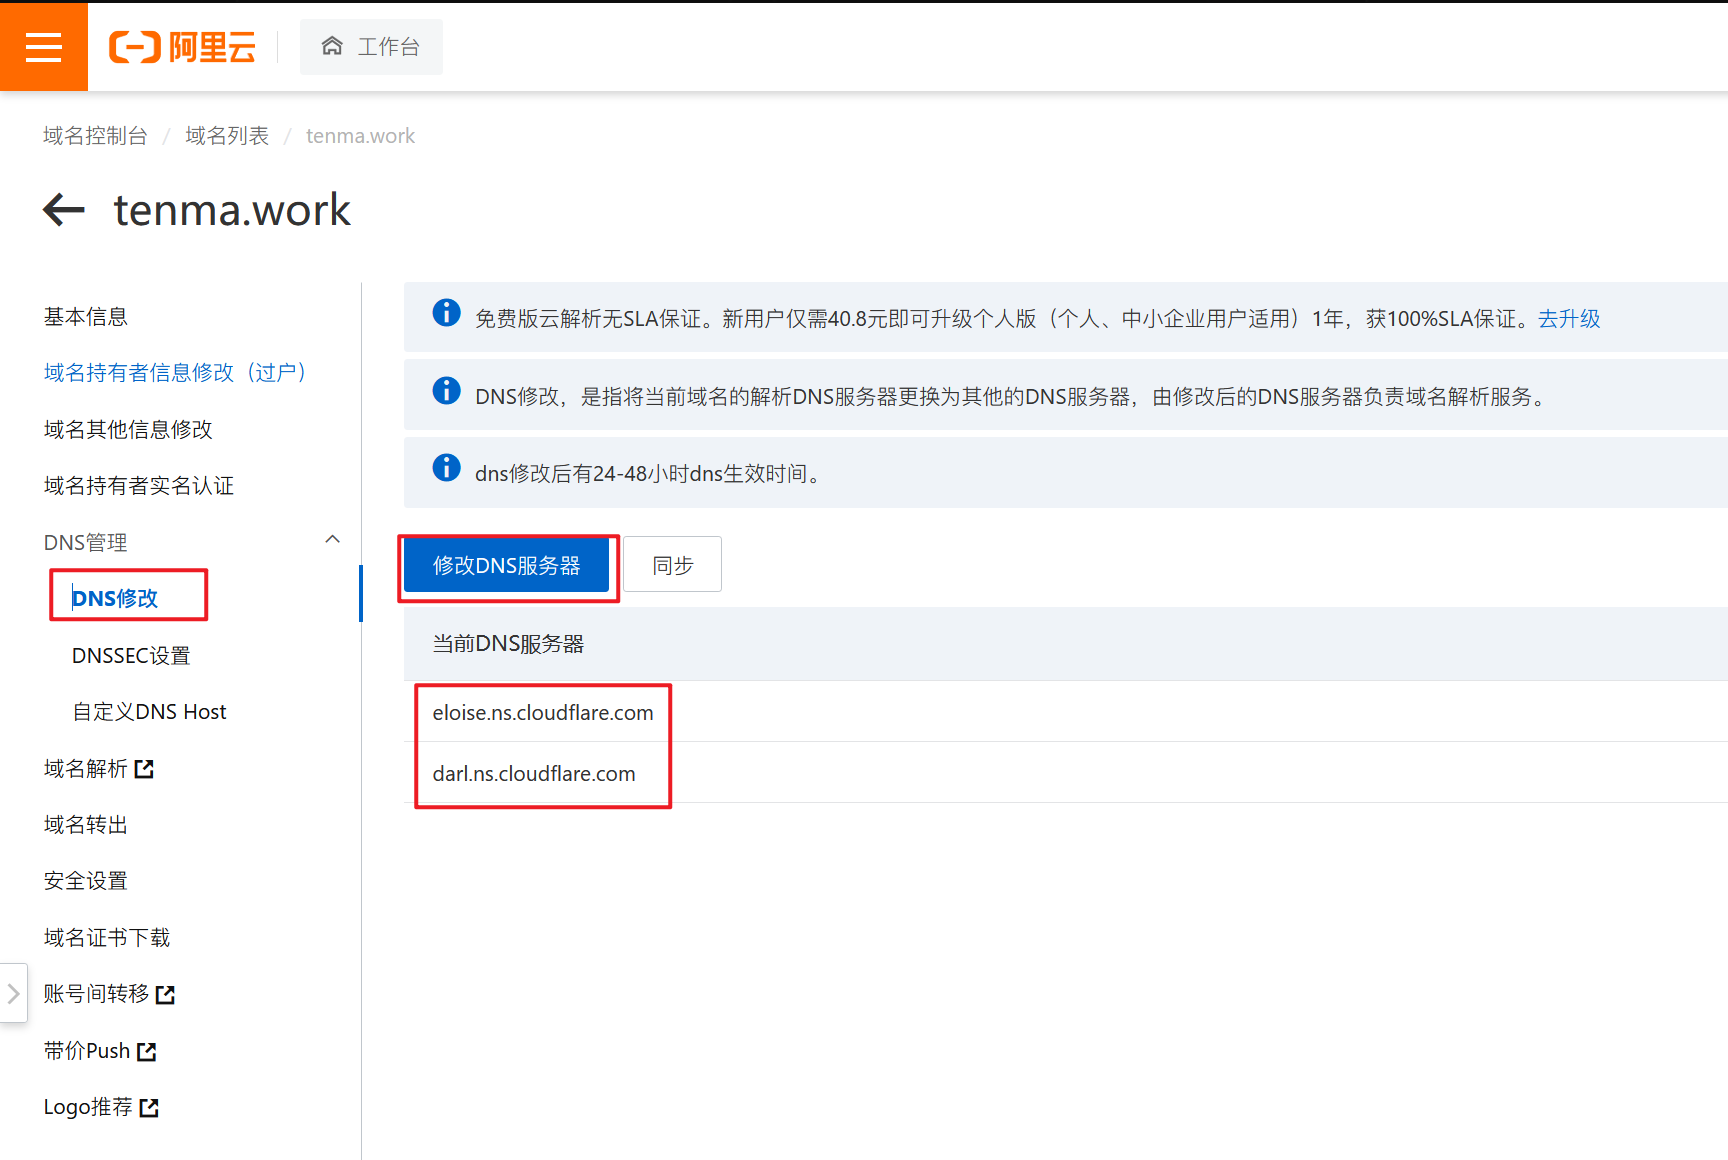 阿里云
工作台
域名控制台 / 域名列表 / tenma.work
tenma.work
基本信息
域名持有者信息修改（过户）
域名其他信息修改
域名持有者实名认证
DNS管理
DNS修改
DNSSEC设置
自定义DNS Host
域名解析
域名转出
安全设置
域名证书下载
账号间转移
带价Push
Logo推荐
免费版云解析无SLA保证。新用户仅需40.8元即可升级个人版（个人、中小企业用户适用）1年，获100%SLA保证。去升级
DNS修改，是指将当前域名的解析DNS服务器更换为其他的DNS服务器，由修改后的DNS服务器负责域名解析服务。
dns修改后有24-48小时dns生效时间。
修改DNS服务器 同步
当前DNS服务器
eloise.ns.cloudflare.com
darl.ns.cloudflare.com